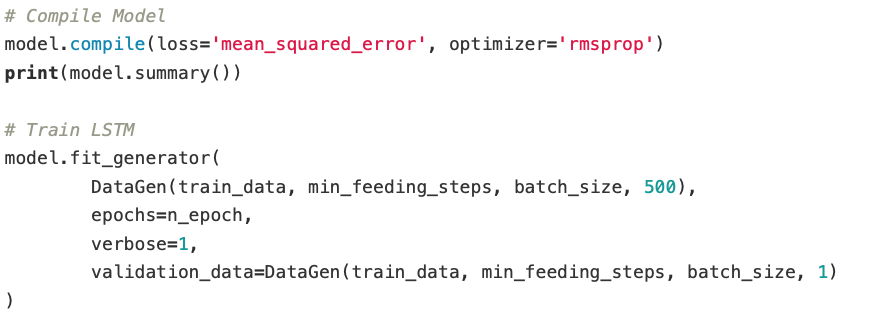 # Compile Model
model.compile(loss='mean_squared_error', optimizer='rmsprop')
print(model.summary())

# Train LSTM
model.fit_generator(
        DataGen(train_data, min_feeding_steps, batch_size, 500),
        epochs=n_epoch,
        verbose=1,
        validation_data=DataGen(train_data, min_feeding_steps, batch_size, 1)
)